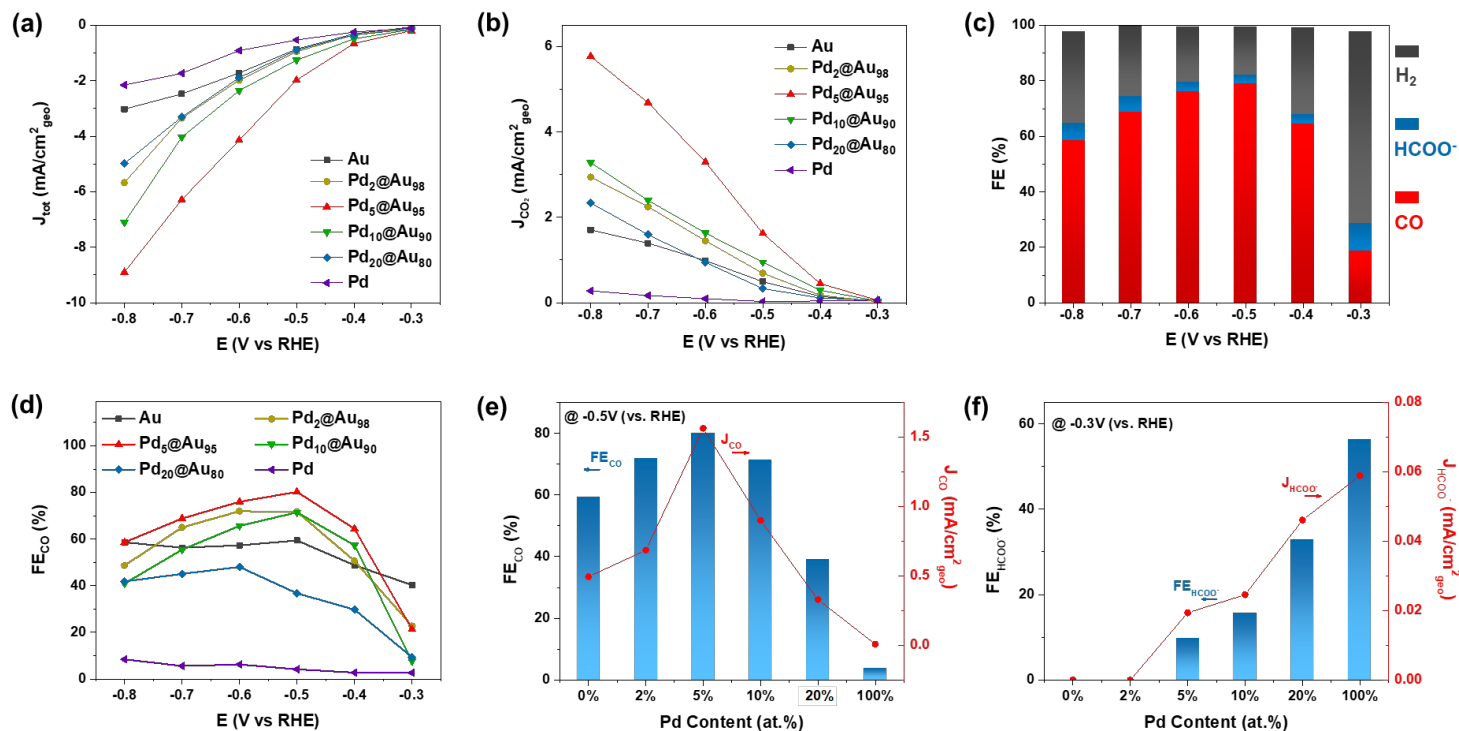 (a)
0
-2
-4
-6
-8
-10
J_tot (mA/cm²_geo)
-0.8 -0.7 -0.6 -0.5 -0.4 -0.3
E (V vs RHE)
Au
Pd₂@Au₉₈
Pd₅@Au₉₅
Pd₁₀@Au₉₀
Pd₂₀@Au₈₀
Pd
(b)
6
4
2
0
J_CO₂ (mA/cm²_geo)
-0.8 -0.7 -0.6 -0.5 -0.4 -0.3
E (V vs RHE)
Au
Pd₂@Au₉₈
Pd₅@Au₉₅
Pd₁₀@Au₉₀
Pd₂₀@Au₈₀
Pd
(c)
100
80
60
40
20
0
FE (%)
-0.8 -0.7 -0.6 -0.5 -0.4 -0.3
E (V vs RHE)
H₂
HCOO⁻
CO
(d)
Au Pd₂@Au₉₈
Pd₅@Au₉₅ Pd₁₀@Au₉₀
Pd₂₀@Au₈₀ Pd
100
80
60
40
20
0
FE_CO (%)
-0.8 -0.7 -0.6 -0.5 -0.4 -0.3
E (V vs RHE)
(e)
@ -0.5V (vs. RHE)
80
60
40
20
0
FE_CO (%)
FE_CO
J_CO
1.5
1.0
0.5
0.0
J_CO (mA/cm²_geo)
0% 2% 5% 10% 20% 100%
Pd Content (at.%)
(f)
@ -0.3V (vs. RHE)
60
40
20
0
FE_HCOO⁻ (%)
J_HCOO⁻
FE_HCOO⁻
0.08
0.06
0.04
0.02
0.00
J_HCOO⁻ (mA/cm²_geo)
0% 2% 5% 10% 20% 100%
Pd Content (at.%)